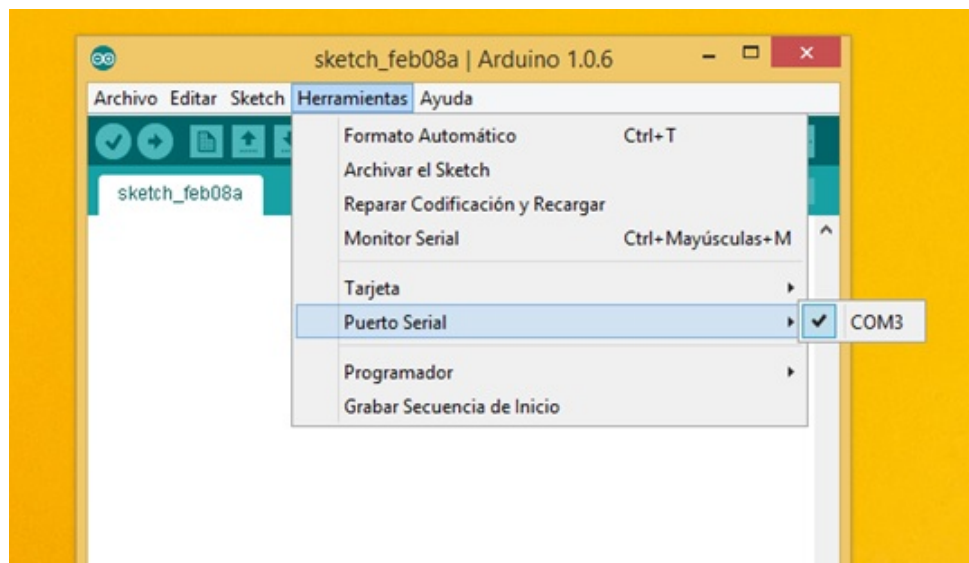 sketch_feb08a | Arduino 1.0.6
Archivo Editar Sketch Herramientas Ayuda
sketch_feb08a
Formato Automático Ctrl+T
Archivar el Sketch
Reparar Codificación y Recargar
Monitor Serial Ctrl+Mayúsculas+M
Tarjeta
Puerto Serial
COM3
Programador
Grabar Secuencia de Inicio